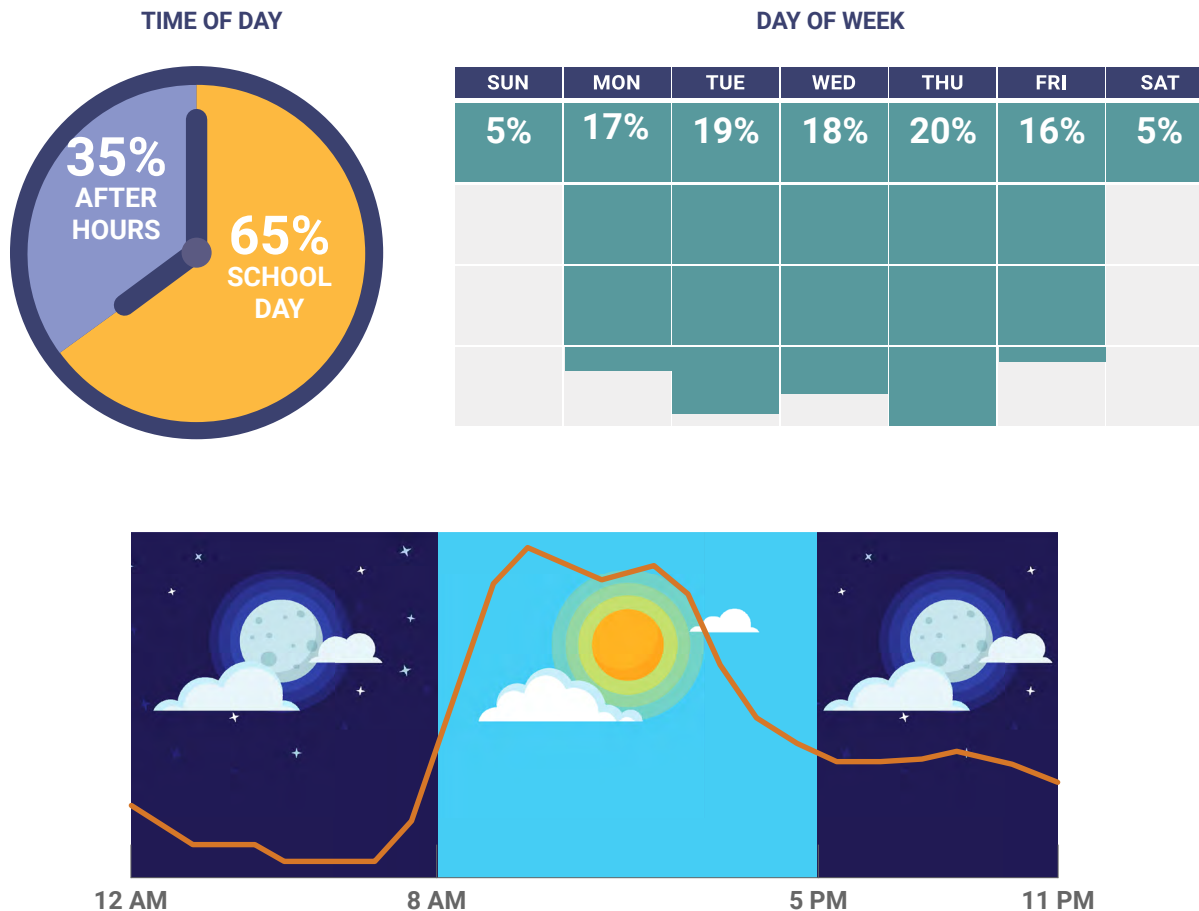 TIME OF DAY
35%
AFTER
HOURS
65%
SCHOOL
DAY
DAY OF WEEK
SUN MON TUE WED THU FRI SAT
5% 17% 19% 18% 20% 16% 5%
12 AM 8 AM 5 PM 11 PM